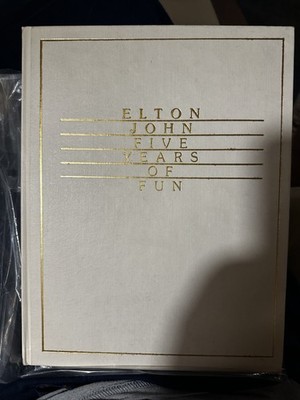 ELTON
JOHN
FIVE
YEARS
OF
FUN